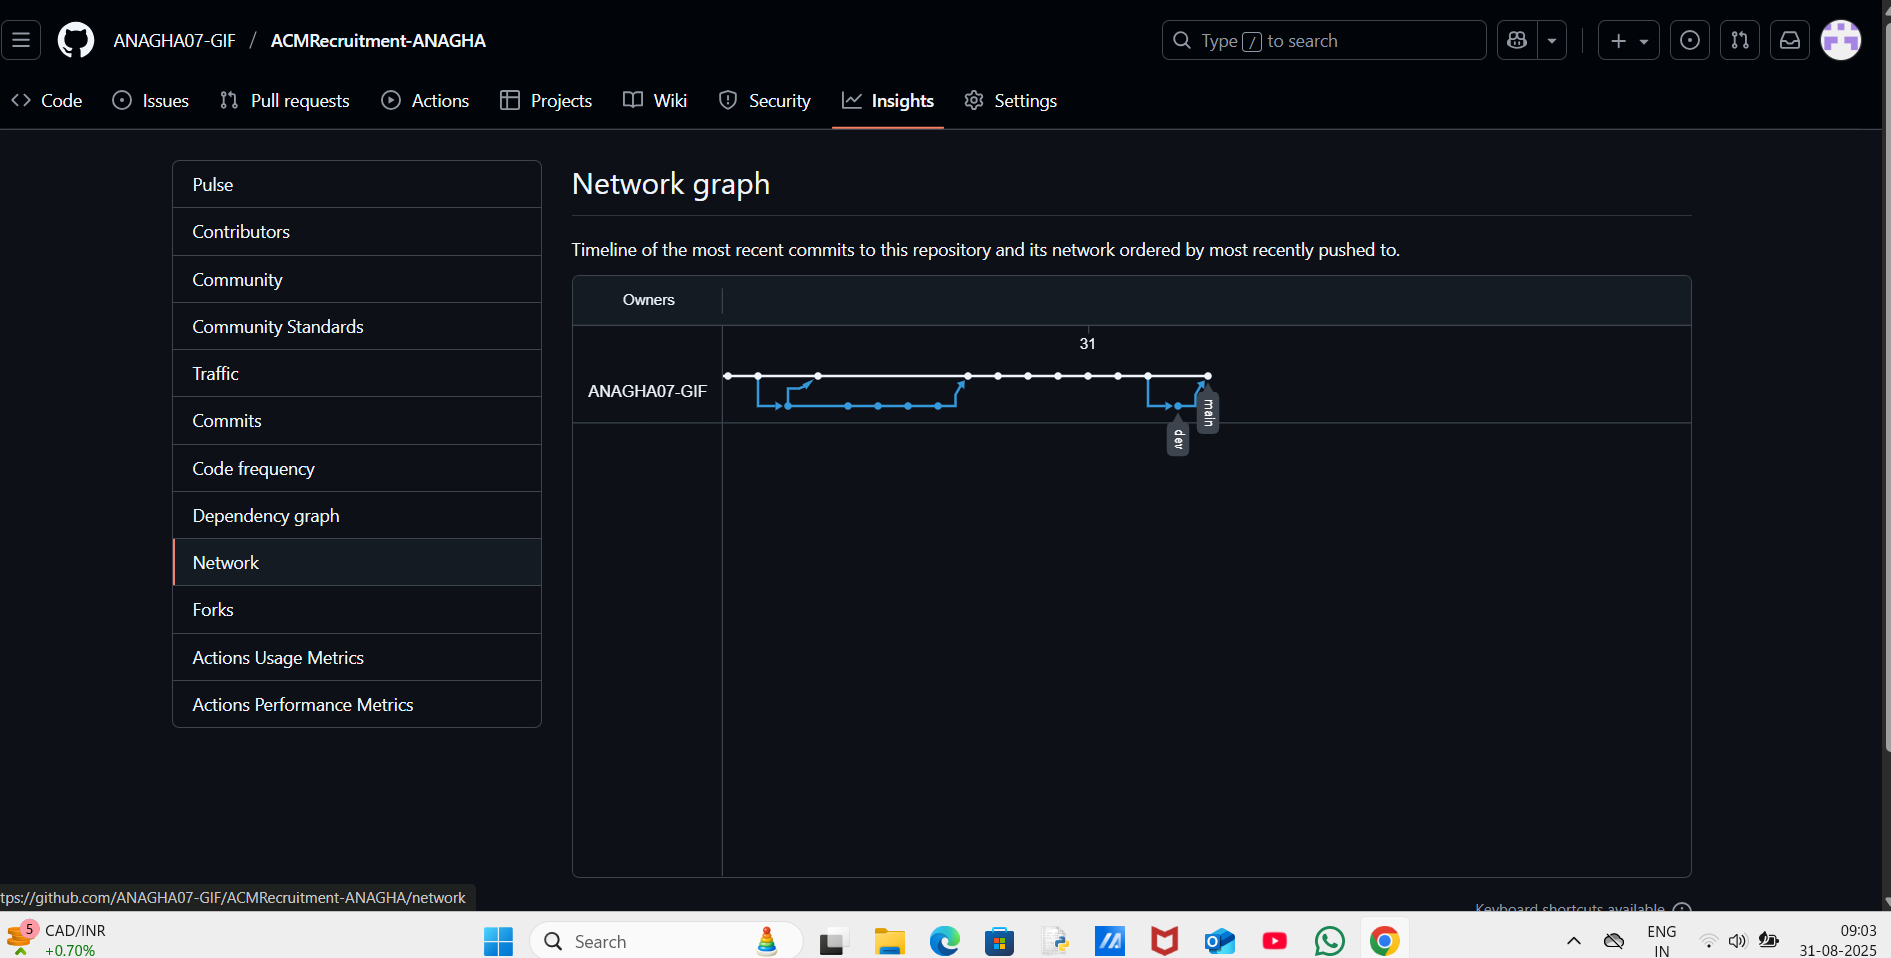 ANAGHA07-GIF / ACMRecruitment-ANAGHA
Type / to search
Code Issues Pull requests Actions Projects Wiki Security Insights Settings
Pulse
Contributors
Community
Community Standards
Traffic
Commits
Code frequency
Dependency graph
Network
Forks
Actions Usage Metrics
Actions Performance Metrics
Network graph
Timeline of the most recent commits to this repository and its network ordered by most recently pushed to.
Owners
31
ANAGHA07-GIF
main
dev
Keyboard shortcuts available
tps://github.com/ANAGHA07-GIF/ACMRecruitment-ANAGHA/network
5
CAD/INR
+0.70%
Search
ENG
IN
09:03
31-08-2025